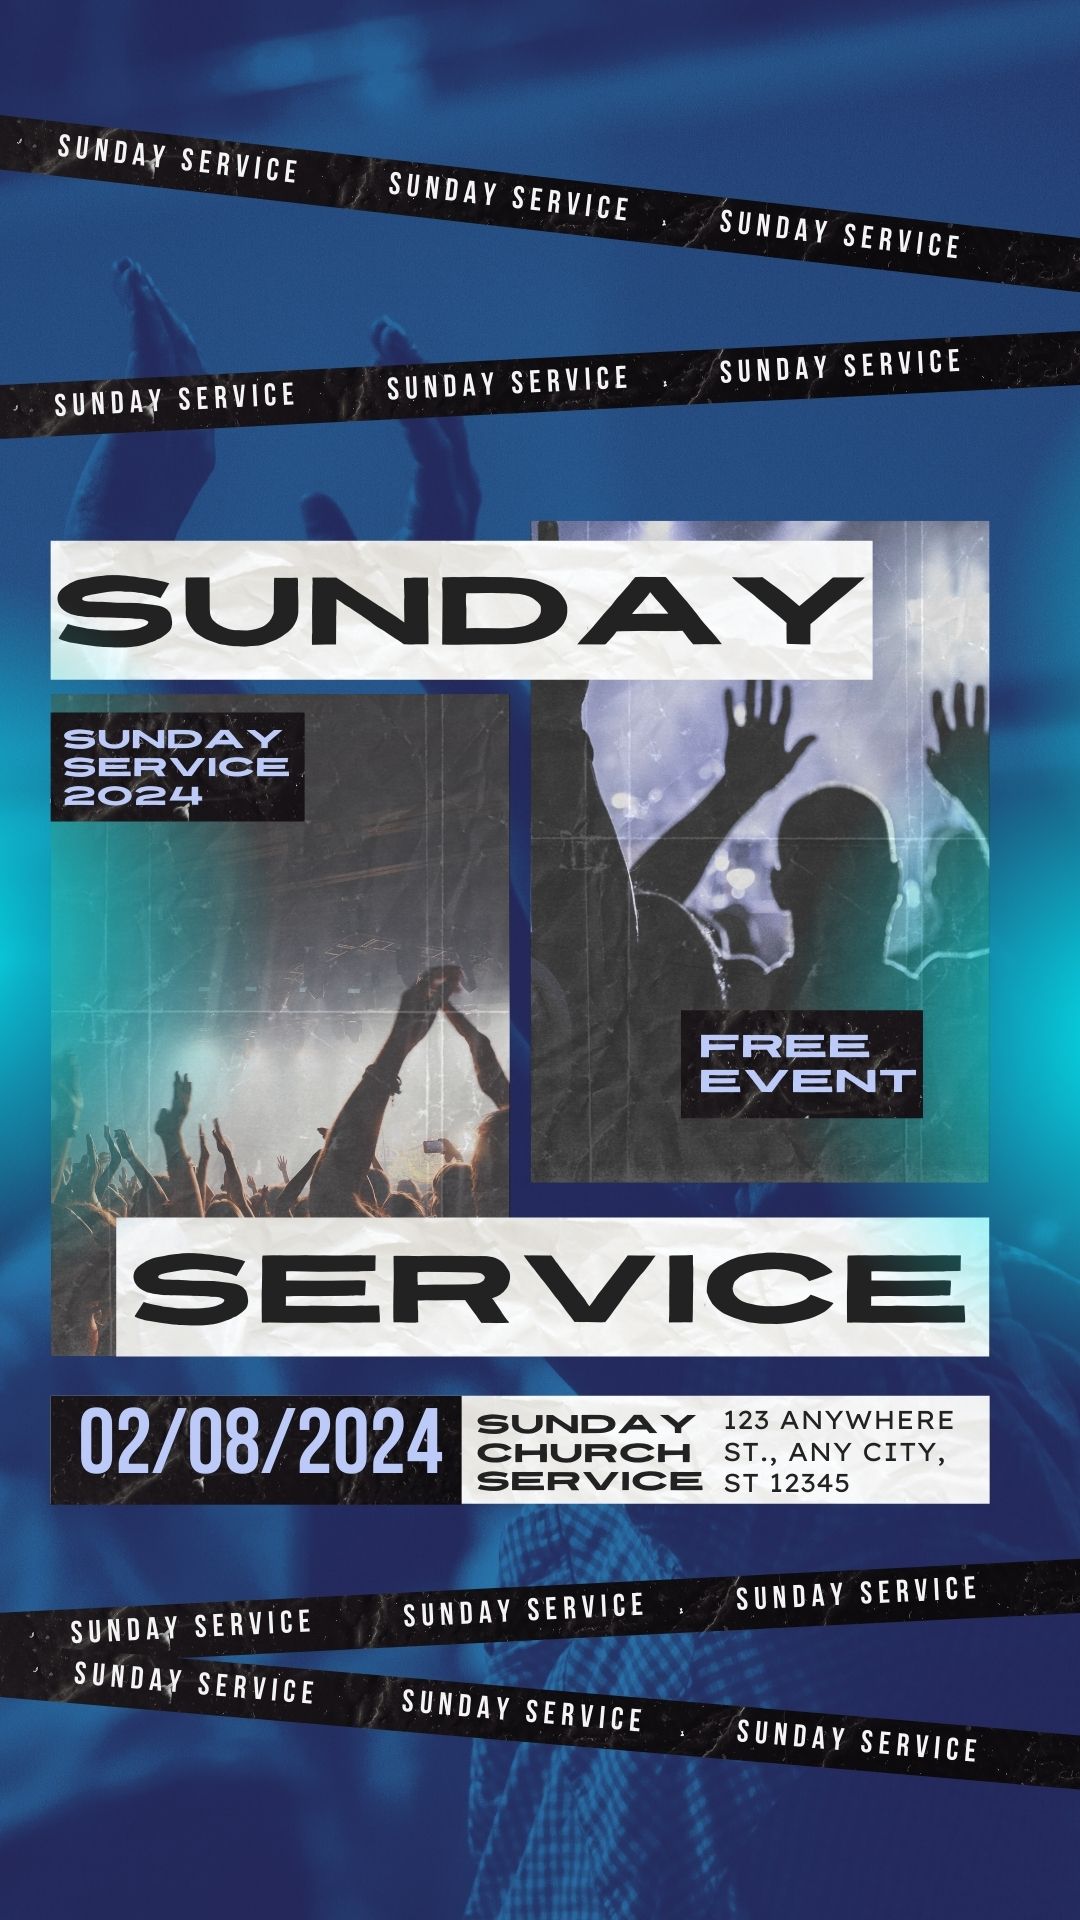 SUNDAY SERVICE SUNDAY SERVICE SUNDAY SERVICE
SUNDAY SERVICE SUNDAY SERVICE SUNDAY SERVICE
SUNDAY
SUNDAY
SERVICE
2024
FREE
EVENT
SERVICE
02/08/2024
SUNDAY
CHURCH
SERVICE
123 ANYWHERE
ST., ANY CITY,
ST 12345
SUNDAY SERVICE SUNDAY SERVICE SUNDAY SERVICE
SUNDAY SERVICE SUNDAY SERVICE SUNDAY SERVICE